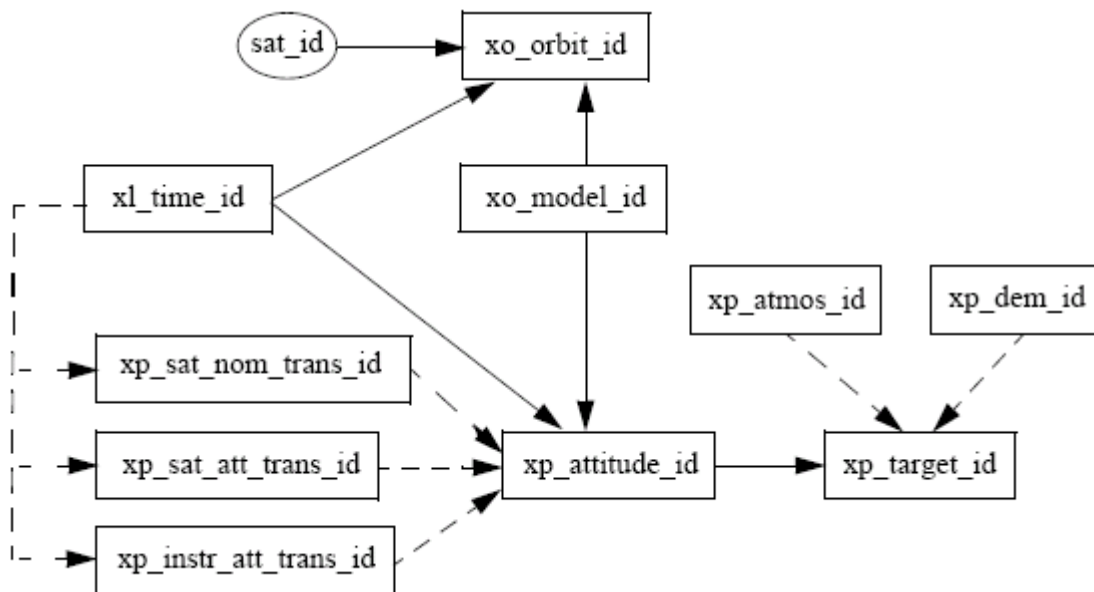 sat_id
xo_orbit_id
xl_time_id
xo_model_id
xp_atmos_id
xp_dem_id
xp_sat_nom_trans_id
xp_sat_att_trans_id
xp_attitude_id
xp_target_id
xp_instr_att_trans_id